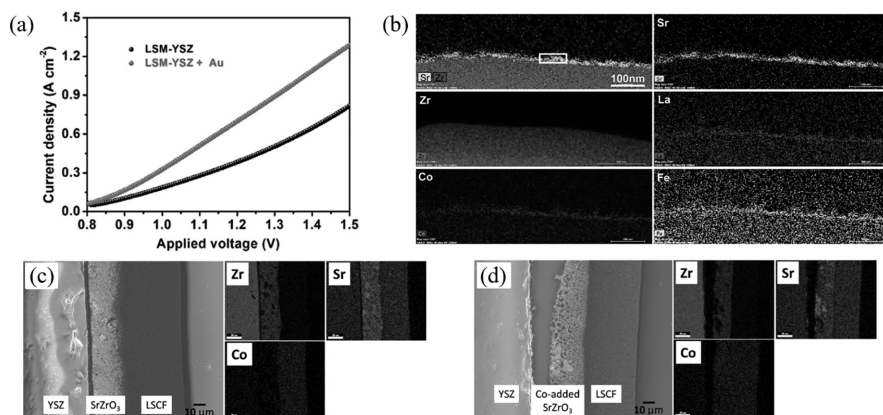 (a)
LSM-YSZ
LSM-YSZ + Au
Current density (A cm⁻²)
1.5
1.2
0.9
0.6
0.3
0.0
0.8 0.9 1.0 1.1 1.2 1.3 1.4 1.5
Applied voltage (V)
(b)
Sr Zr
100nm
Sr
Zr
La
Co
Fe
(c)
YSZ
SrZrO₃
LSCF
10 μm
Zr
Sr
Co
(d)
YSZ
Co-added
SrZrO₃
LSCF
10 μm
Zr
Sr
Co